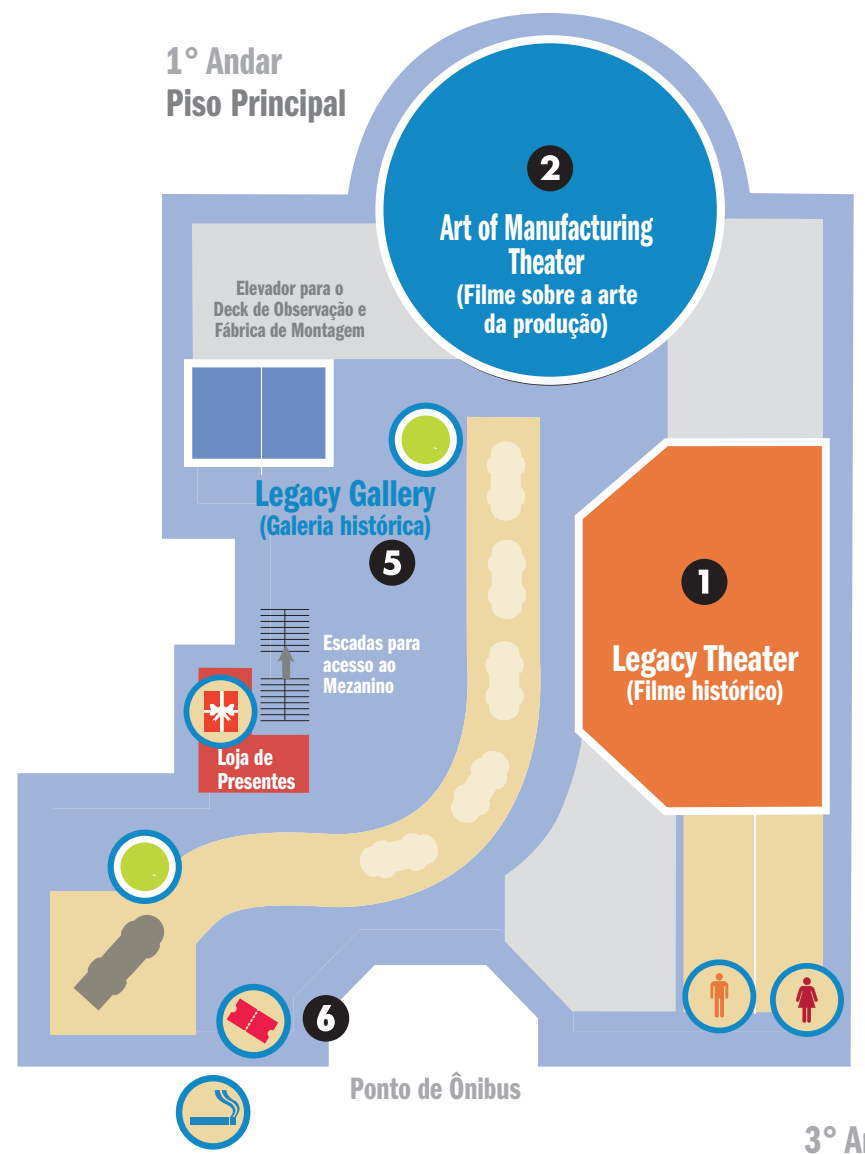 1° Andar
Piso Principal
2
Art of Manufacturing
Theater
(Filme sobre a arte
da produção)
Elevador para o
Deck de Observação e
Fábrica de Montagem
Legacy Gallery
(Galeria histórica)
5
1
Legacy Theater
(Filme histórico)
Escadas para
acesso ao
Mezanino
Loja de
Presentes
6
Ponto de Ônibus
3° A